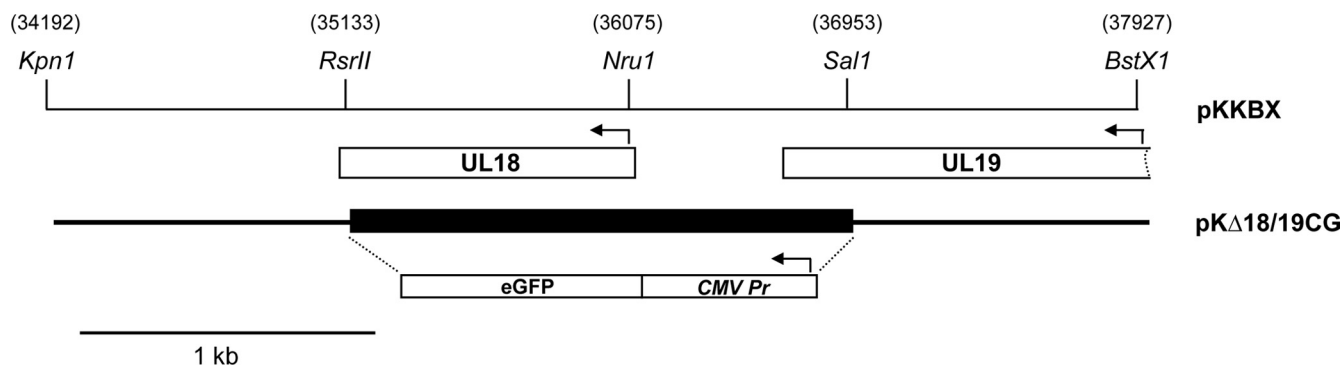 (34192) (35133) (36075) (36953) (37927)
Kpn1 RsrII Nru1 Sal1 BstX1
pKKBX
UL18 UL19
pKΔ18/19CG
eGFP CMV Pr
1 kb